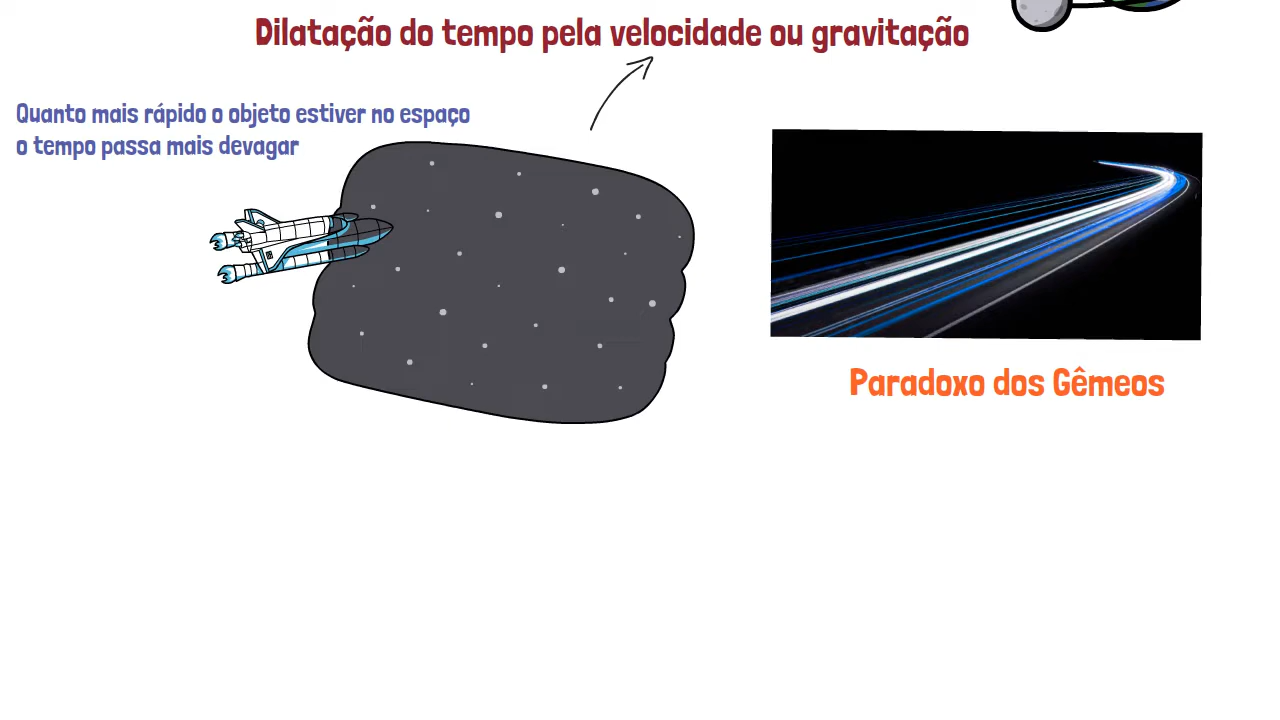 Dilatação do tempo pela velocidade ou gravitação
Quanto mais rápido o objeto estiver no espaço
o tempo passa mais devagar
Paradoxo dos Gêmeos